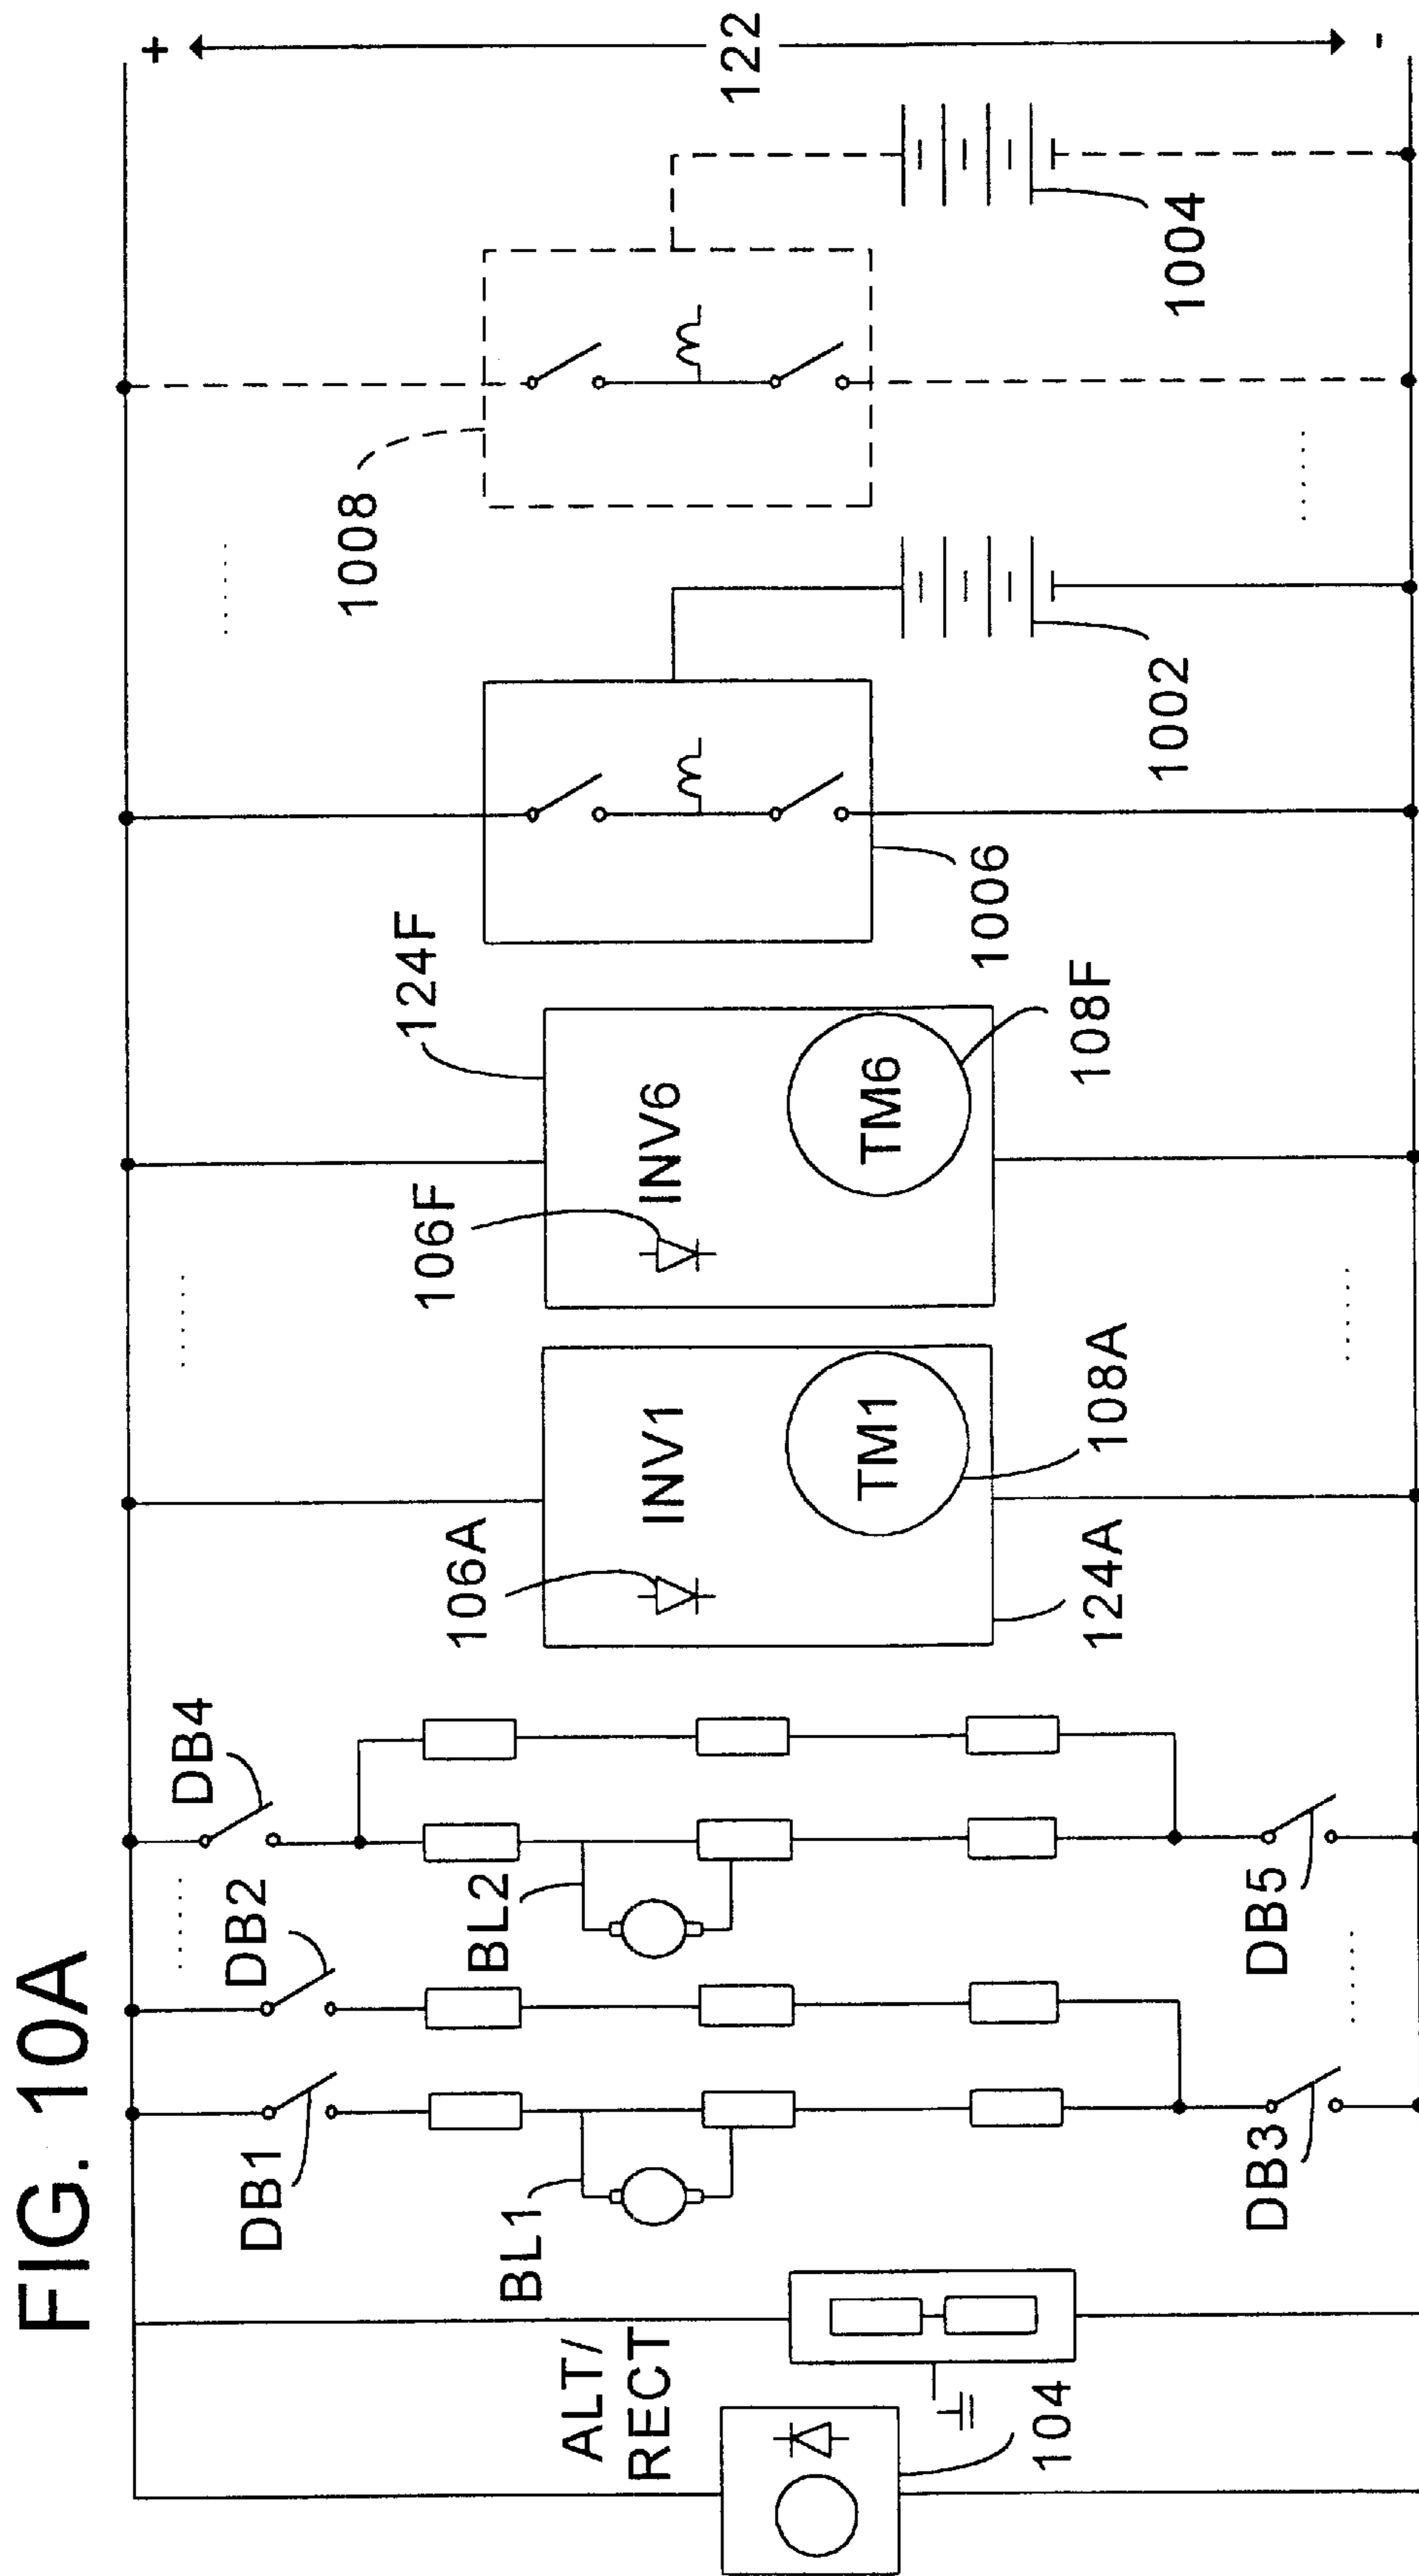 FIG. 10A
ALT/
RECT
104
DB1
BL1
DB3
DB2
DB4
BL2
DB5
106A
INV1
TM1
108A
124A
106F
124F
INV6
TM6
108F
1006
1002
1008
1004
+
122
-